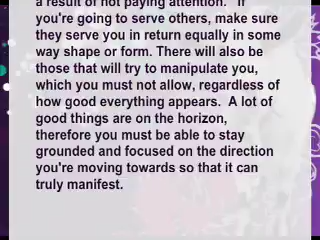 a result of not paying attention. If
you're going to serve others, make sure
they serve you in return equally in some
way shape or form. There will also be
those that will try to manipulate you,
which you must not allow, regardless of
how good everything appears. A lot of
good things are on the horizon,
therefore you must be able to stay
grounded and focused on the direction
you're moving towards so that it can
truly manifest.